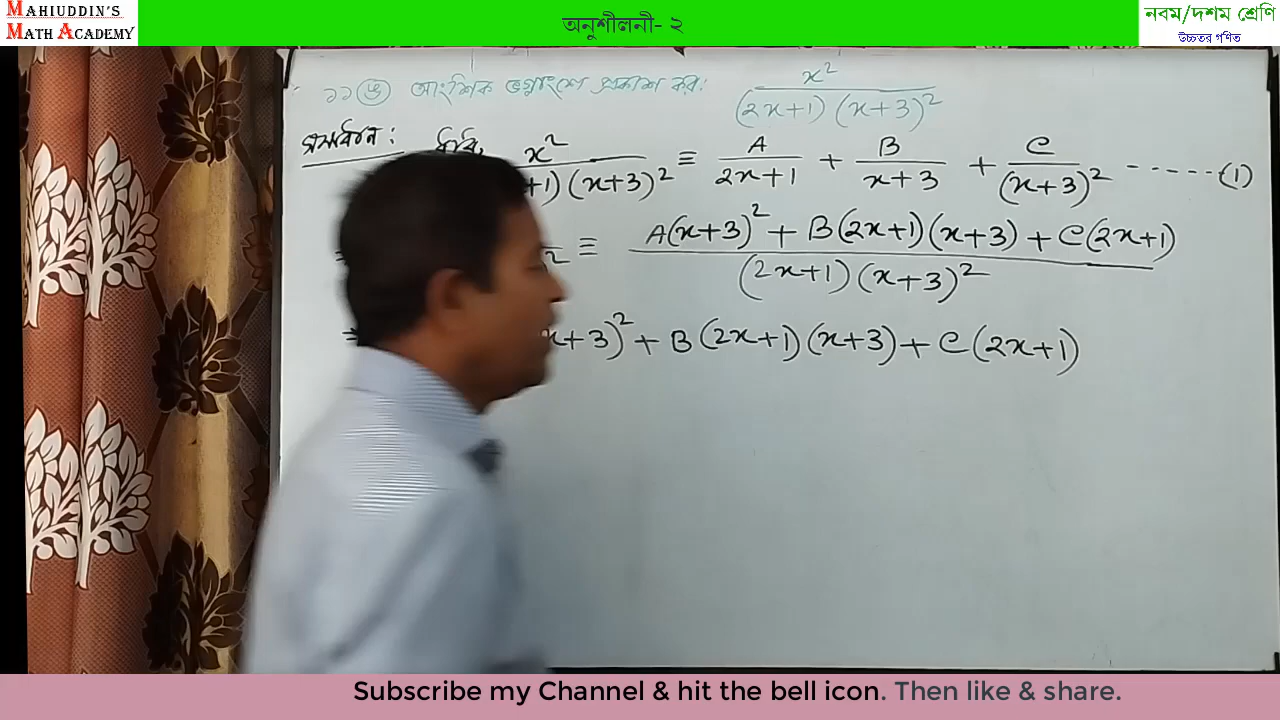 MAHIUDDIN'S
MATH ACADEMY
অনুশীলনী- ২
নবম/দশম শ্রেণি
উচ্চতর গণিত
১১(ঙ) আংশিক ভগ্নাংশে প্রকাশ কর: x²/((2x+1)(x+3)²)
সমাধান: ধরি, x²/(+1)(x+3)² ≡ A/(2x+1) + B/(x+3) + C/(x+3)² ------(1)
≡ (A(x+3)² + B(2x+1)(x+3) + C(2x+1))/((2x+1)(x+3)²)
x+3)² + B(2x+1)(x+3) + C(2x+1)
Subscribe my Channel & hit the bell icon. Then like & share.